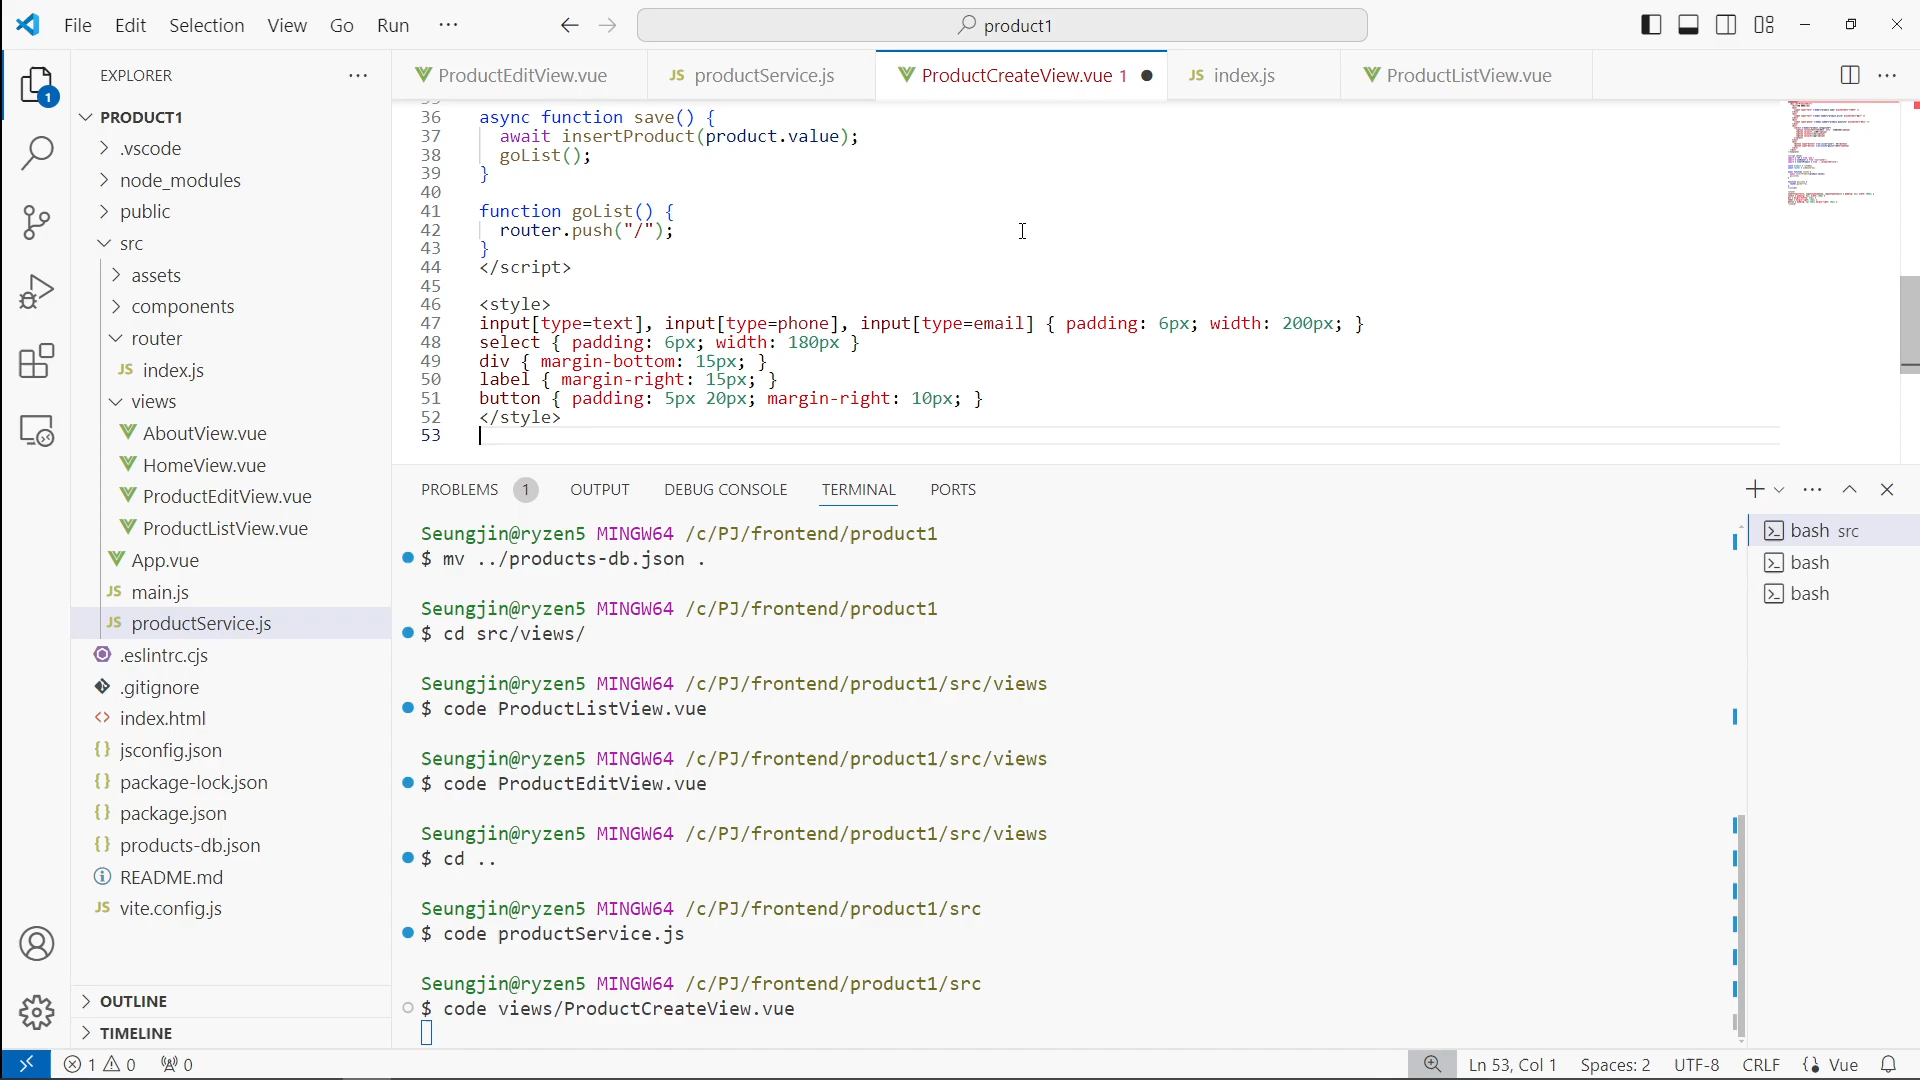 File Edit Selection View Go Run ··· product1
EXPLORER
1
PRODUCT1
.vscode
node_modules
public
src
assets
components
router
JS index.js
views
AboutView.vue
HomeView.vue
ProductEditView.vue
ProductListView.vue
App.vue
JS main.js
JS productService.js
.eslintrc.cjs
.gitignore
<> index.html
{} jsconfig.json
{} package-lock.json
{} package.json
{} products-db.json
README.md
JS vite.config.js
OUTLINE
TIMELINE
ProductEditView.vue JS productService.js ProductCreateView.vue 1 ● JS index.js ProductListView.vue
36 async function save() {
37 await insertProduct(product.value);
38 goList();
39 }
40
41 function goList() {
42 router.push("/");
43 }
44 </script>
45
46 <style>
47 input[type=text], input[type=phone], input[type=email] { padding: 6px; width: 200px; }
48 select { padding: 6px; width: 180px }
49 div { margin-bottom: 15px; }
50 label { margin-right: 15px; }
51 button { padding: 5px 20px; margin-right: 10px; }
52 </style>
53
PROBLEMS 1 OUTPUT DEBUG CONSOLE TERMINAL PORTS
Seungjin@ryzen5 MINGW64 /c/PJ/frontend/product1
$ mv ../products-db.json .
Seungjin@ryzen5 MINGW64 /c/PJ/frontend/product1
$ cd src/views/
Seungjin@ryzen5 MINGW64 /c/PJ/frontend/product1/src/views
$ code ProductListView.vue
Seungjin@ryzen5 MINGW64 /c/PJ/frontend/product1/src/views
$ code ProductEditView.vue
Seungjin@ryzen5 MINGW64 /c/PJ/frontend/product1/src/views
$ cd ..
Seungjin@ryzen5 MINGW64 /c/PJ/frontend/product1/src
$ code productService.js
Seungjin@ryzen5 MINGW64 /c/PJ/frontend/product1/src
$ code views/ProductCreateView.vue
bash src
bash
bash
1 0 0 Ln 53, Col 1 Spaces: 2 UTF-8 CRLF Vue